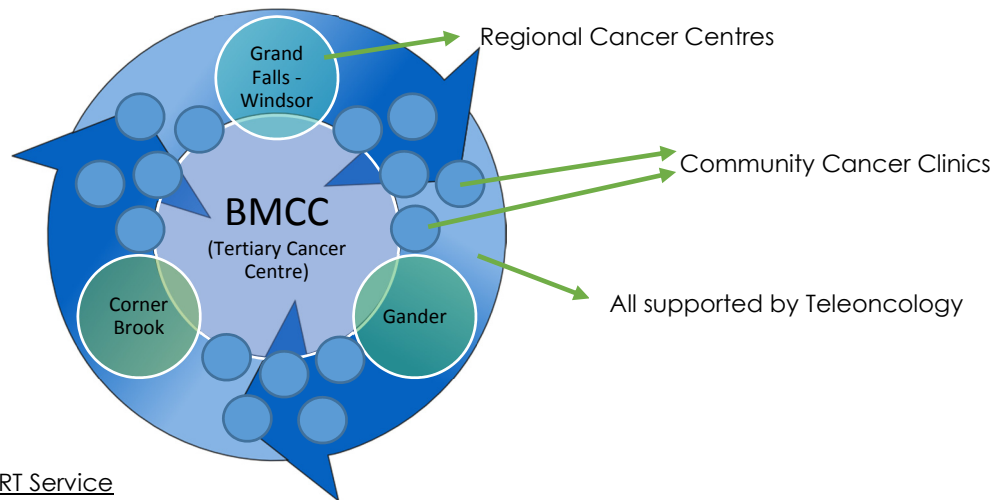 Grand
Falls -
Windsor
Regional Cancer Centres
Community Cancer Clinics
BMCC
(Tertiary Cancer
Centre)
All supported by Teleoncology
Corner
Brook
Gander
RT Service